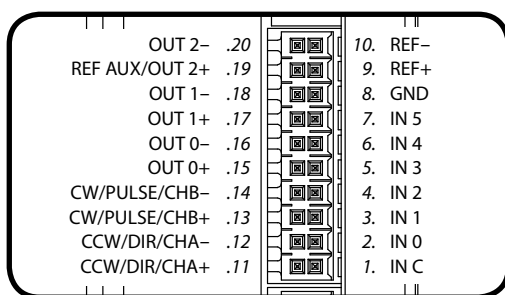 OUT 2– .20 10. REF–
REF AUX/OUT 2+ .19 9. REF+
OUT 1– .18 8. GND
OUT 1+ .17 7. IN 5
OUT 0– .16 6. IN 4
OUT 0+ .15 5. IN 3
CW/PULSE/CHB– .14 4. IN 2
CW/PULSE/CHB+ .13 3. IN 1
CCW/DIR/CHA– .12 2. IN 0
CCW/DIR/CHA+ .11 1. IN C